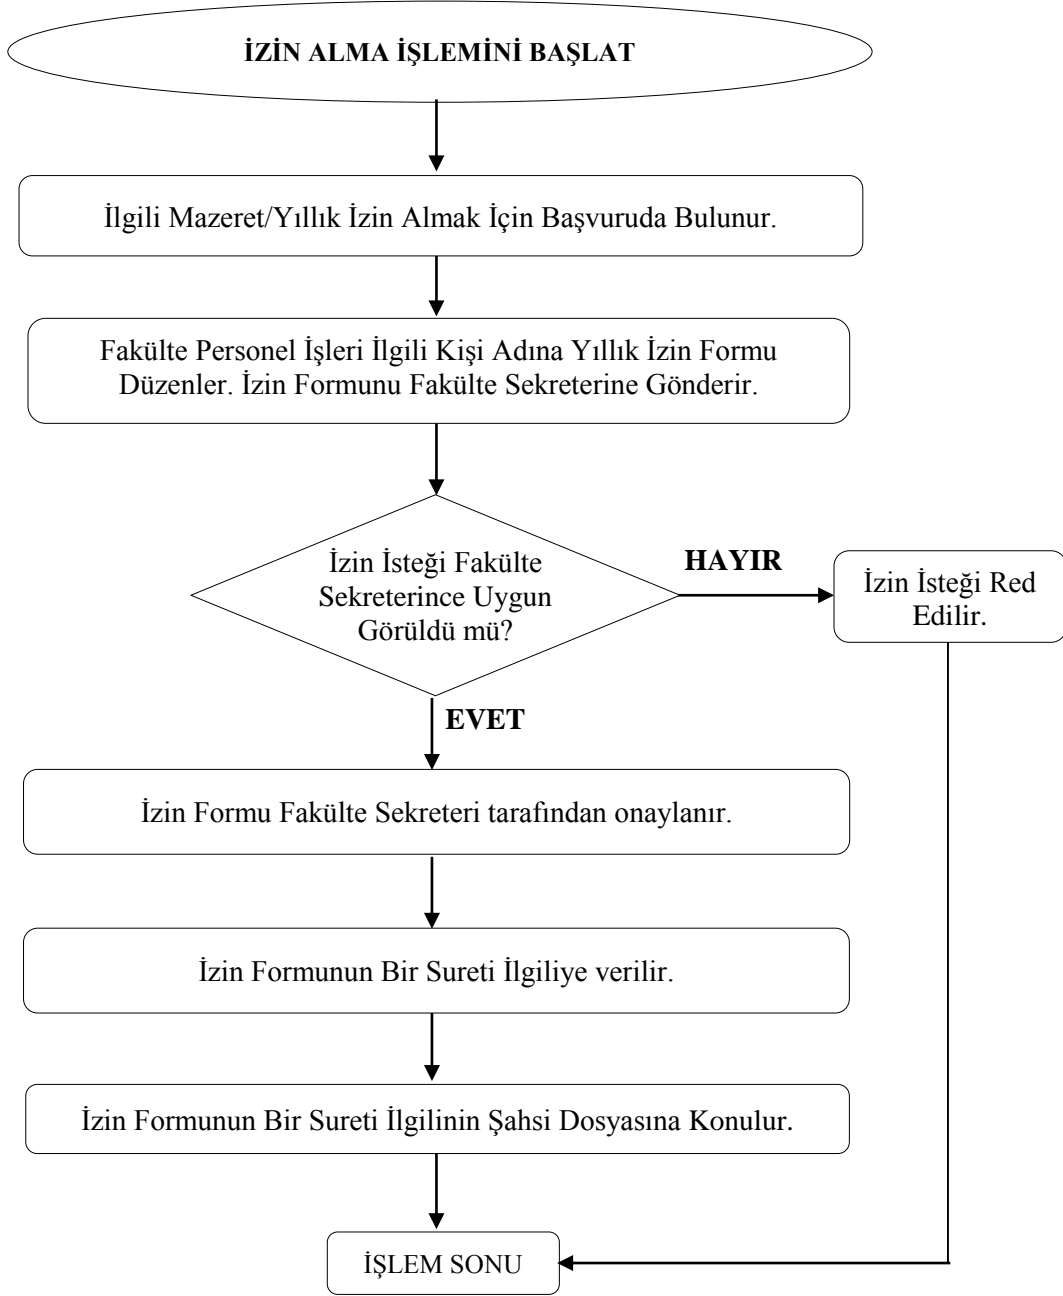 İZİN ALMA İŞLEMİNİ BAŞLAT
İlgili Mazeret/Yıllık İzin Almak İçin Başvuruda Bulunur.
Fakülte Personel İşleri İlgili Kişi Adına Yıllık İzin Formu
Düzenler. İzin Formunu Fakülte Sekreterine Gönderir.
İzin İsteği Fakülte
Sekreterince Uygun
Görüldü mü?
HAYIR
İzin İsteği Red
Edilir.
EVET
İzin Formu Fakülte Sekreteri tarafından onaylanır.
İzin Formunun Bir Sureti İlgiliye verilir.
İzin Formunun Bir Sureti İlgilinin Şahsi Dosyasına Konulur.
İŞLEM SONU